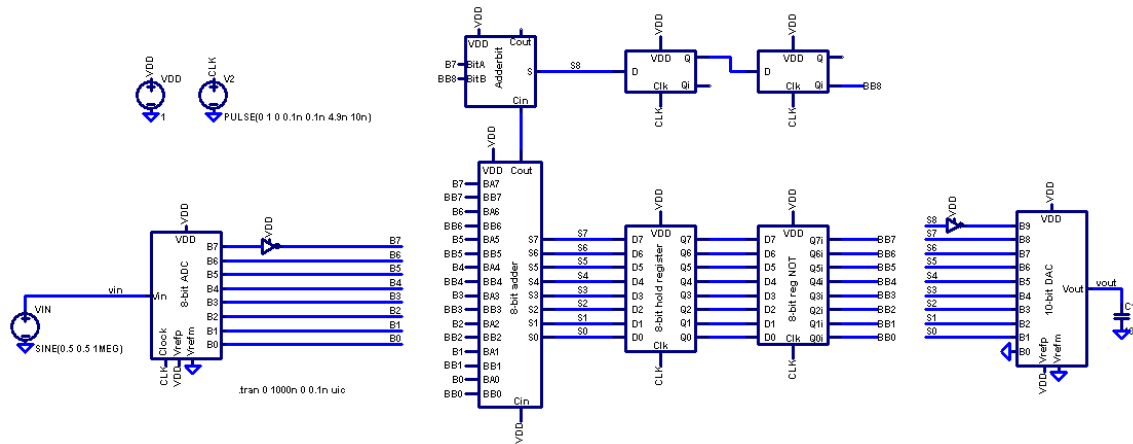 VDD
VDD
1
CLK
V2
PULSE(0 1 0 0.1n 0.1n 4.9n 10n)
VDD
VDD
Cout
B7
BitA
BB8
BitB
Adderbit
S
Cin
S8
VDD
VDD
D
Q
Qi
Clk
CLK
VDD
VDD
D
Q
Qi
Clk
CLK
BB8
vin
VIN
SINE(0.5 0.5 1MEG)
VDD
VDD
8-bit ADC
Vin
Clock
Vrefp
Vrefm
CLK
VDD
B7
B6
B5
B4
B3
B2
B1
B0
VDD
B7
B6
B5
B4
B3
B2
B1
B0
.tran 0 1000n 0 0.1n uic
VDD
VDD
Cout
8-bit adder
B7 BA7
BB7 BB7
B6 BA6
BB6 BB6
B5 BA5
BB5 BB5
B4 BA4
BB4 BB4
B3 BA3
BB3 BB3
B2 BA2
BB2 BB2
B1 BA1
BB1 BB1
B0 BA0
BB0 BB0
Cin
VDD
S7 S7
S6 S6
S5 S5
S4 S4
S3 S3
S2 S2
S1 S1
S0 S0
VDD
VDD
8-bit hold register
D7 Q7
D6 Q6
D5 Q5
D4 Q4
D3 Q3
D2 Q2
D1 Q1
D0 Q0
Clk
CLK
VDD
VDD
8-bit reg NOT
D7 Q7i BB7
D6 Q6i BB6
D5 Q5i BB5
D4 Q4i BB4
D3 Q3i BB3
D2 Q2i BB2
D1 Q1i BB1
D0 Q0i BB0
Clk
CLK
VDD
VDD
VDD
10-bit DAC
S8 B9
S7 B8
S6 B7
S5 B6
S4 B5
S3 B4
S2 B3
S1 B2
S0 B1
B0
Vrefp
Vrefm
VDD
Vout
vout